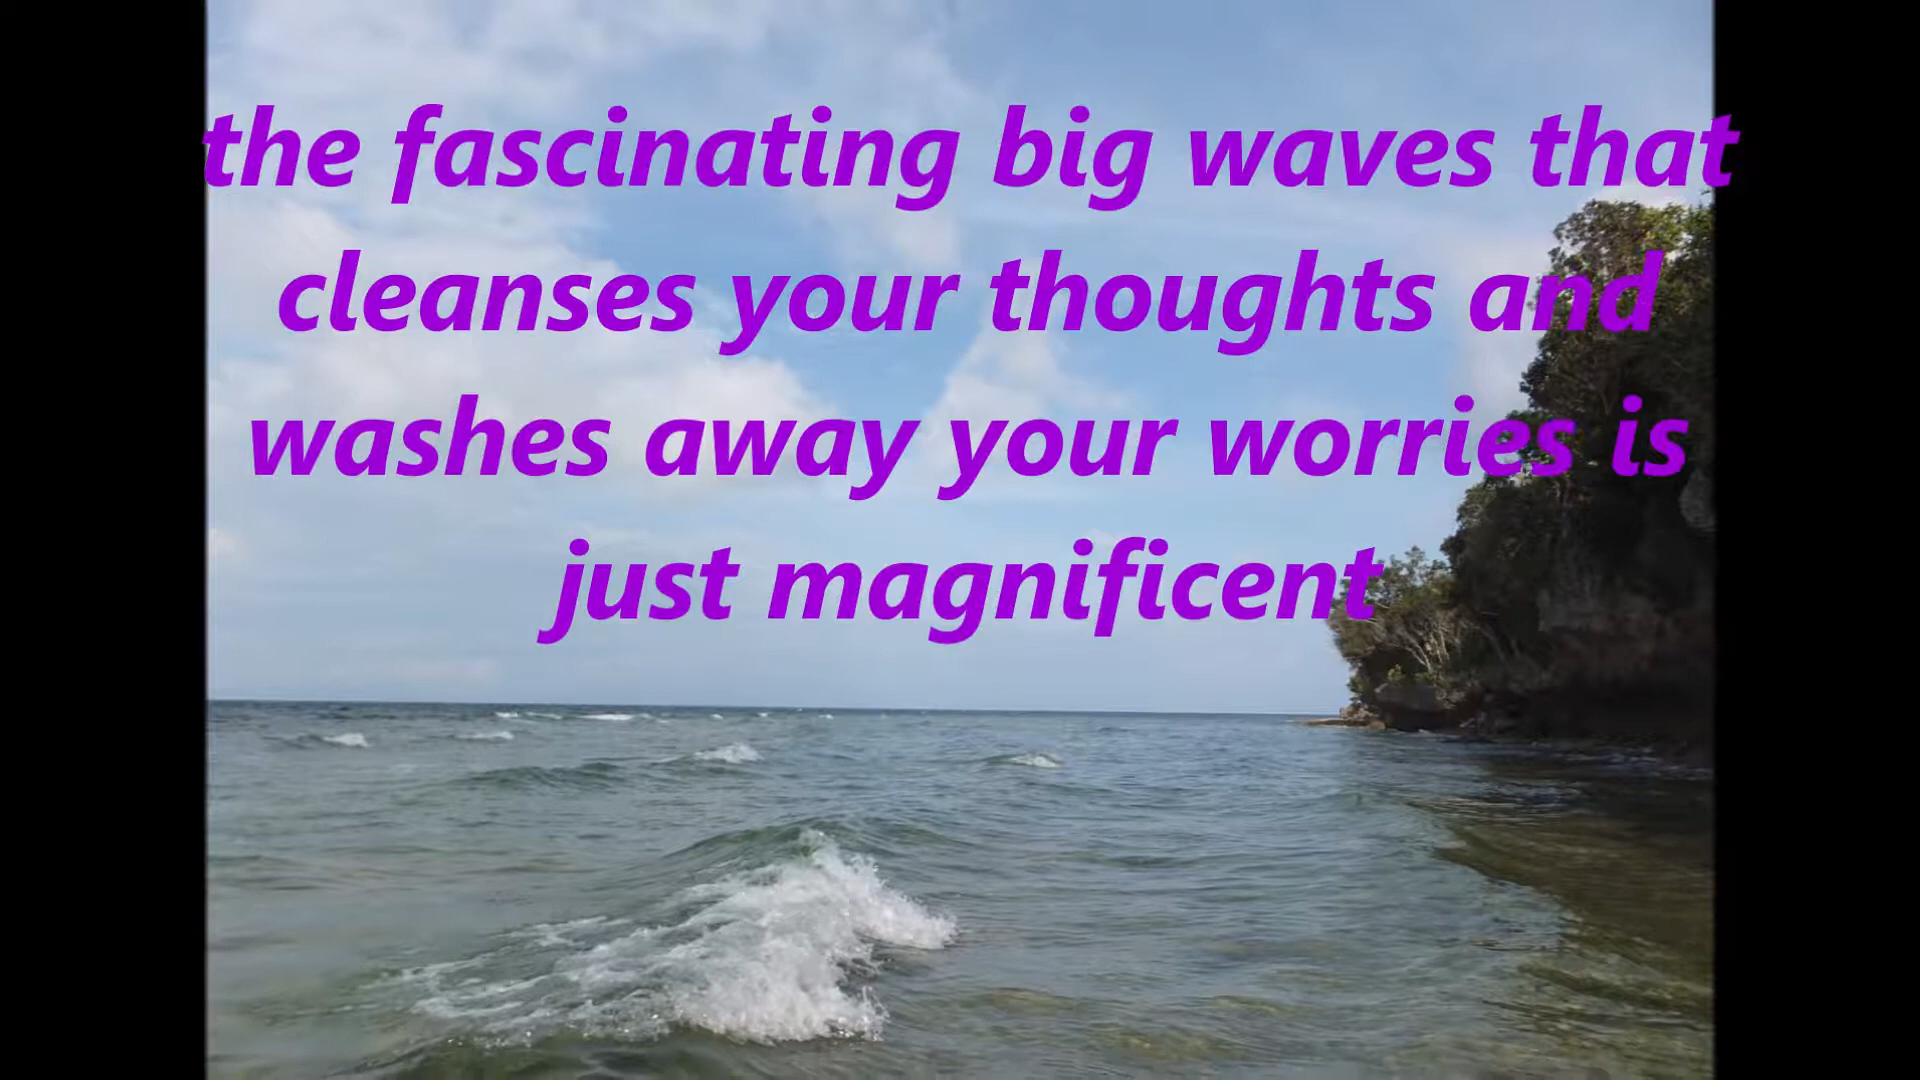 the fascinating big waves that
cleanses your thoughts and
washes away your worries is
just magnificent